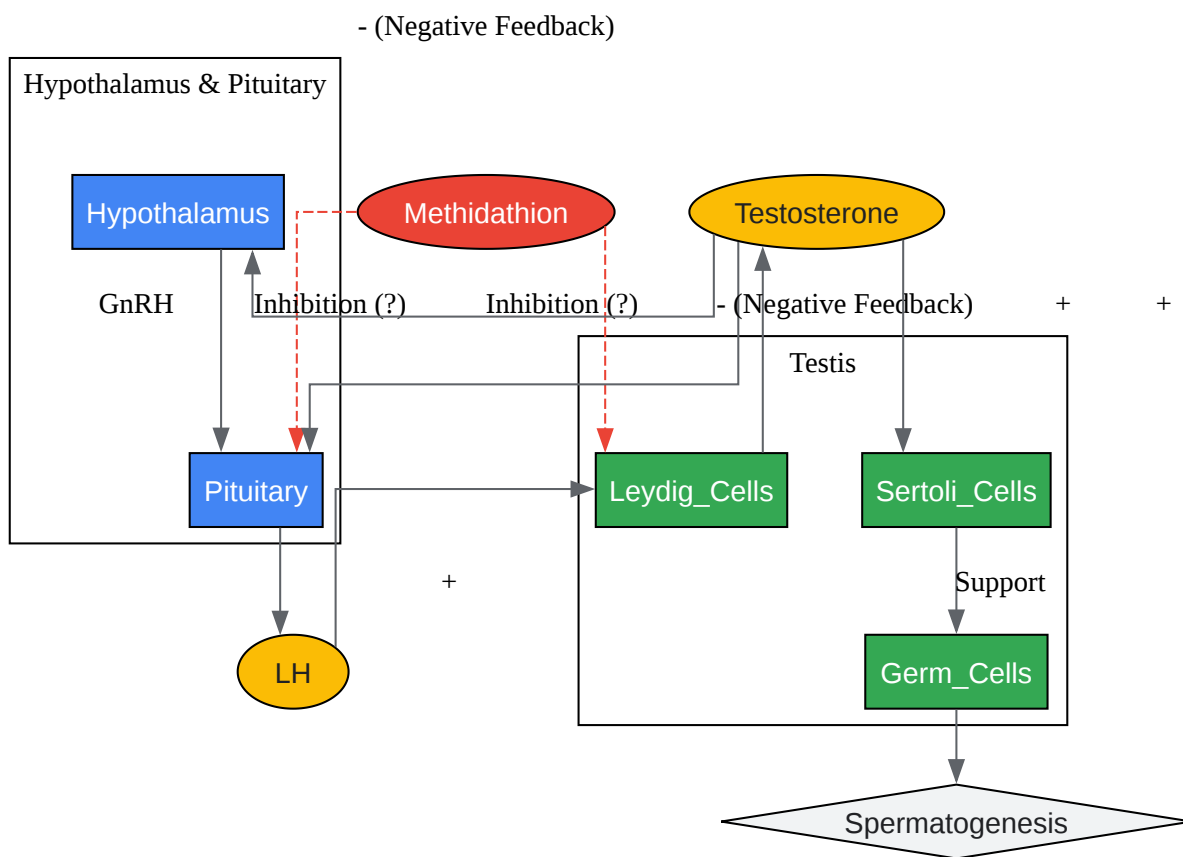 - (Negative Feedback)
Hypothalamus & Pituitary
Hypothalamus
Methidathion
Testosterone
GnRH
Inhibition (?)
Inhibition (?)
- (Negative Feedback)
+
+
Testis
Pituitary
Leydig_Cells
Sertoli_Cells
+
Support
LH
Germ_Cells
Spermatogenesis